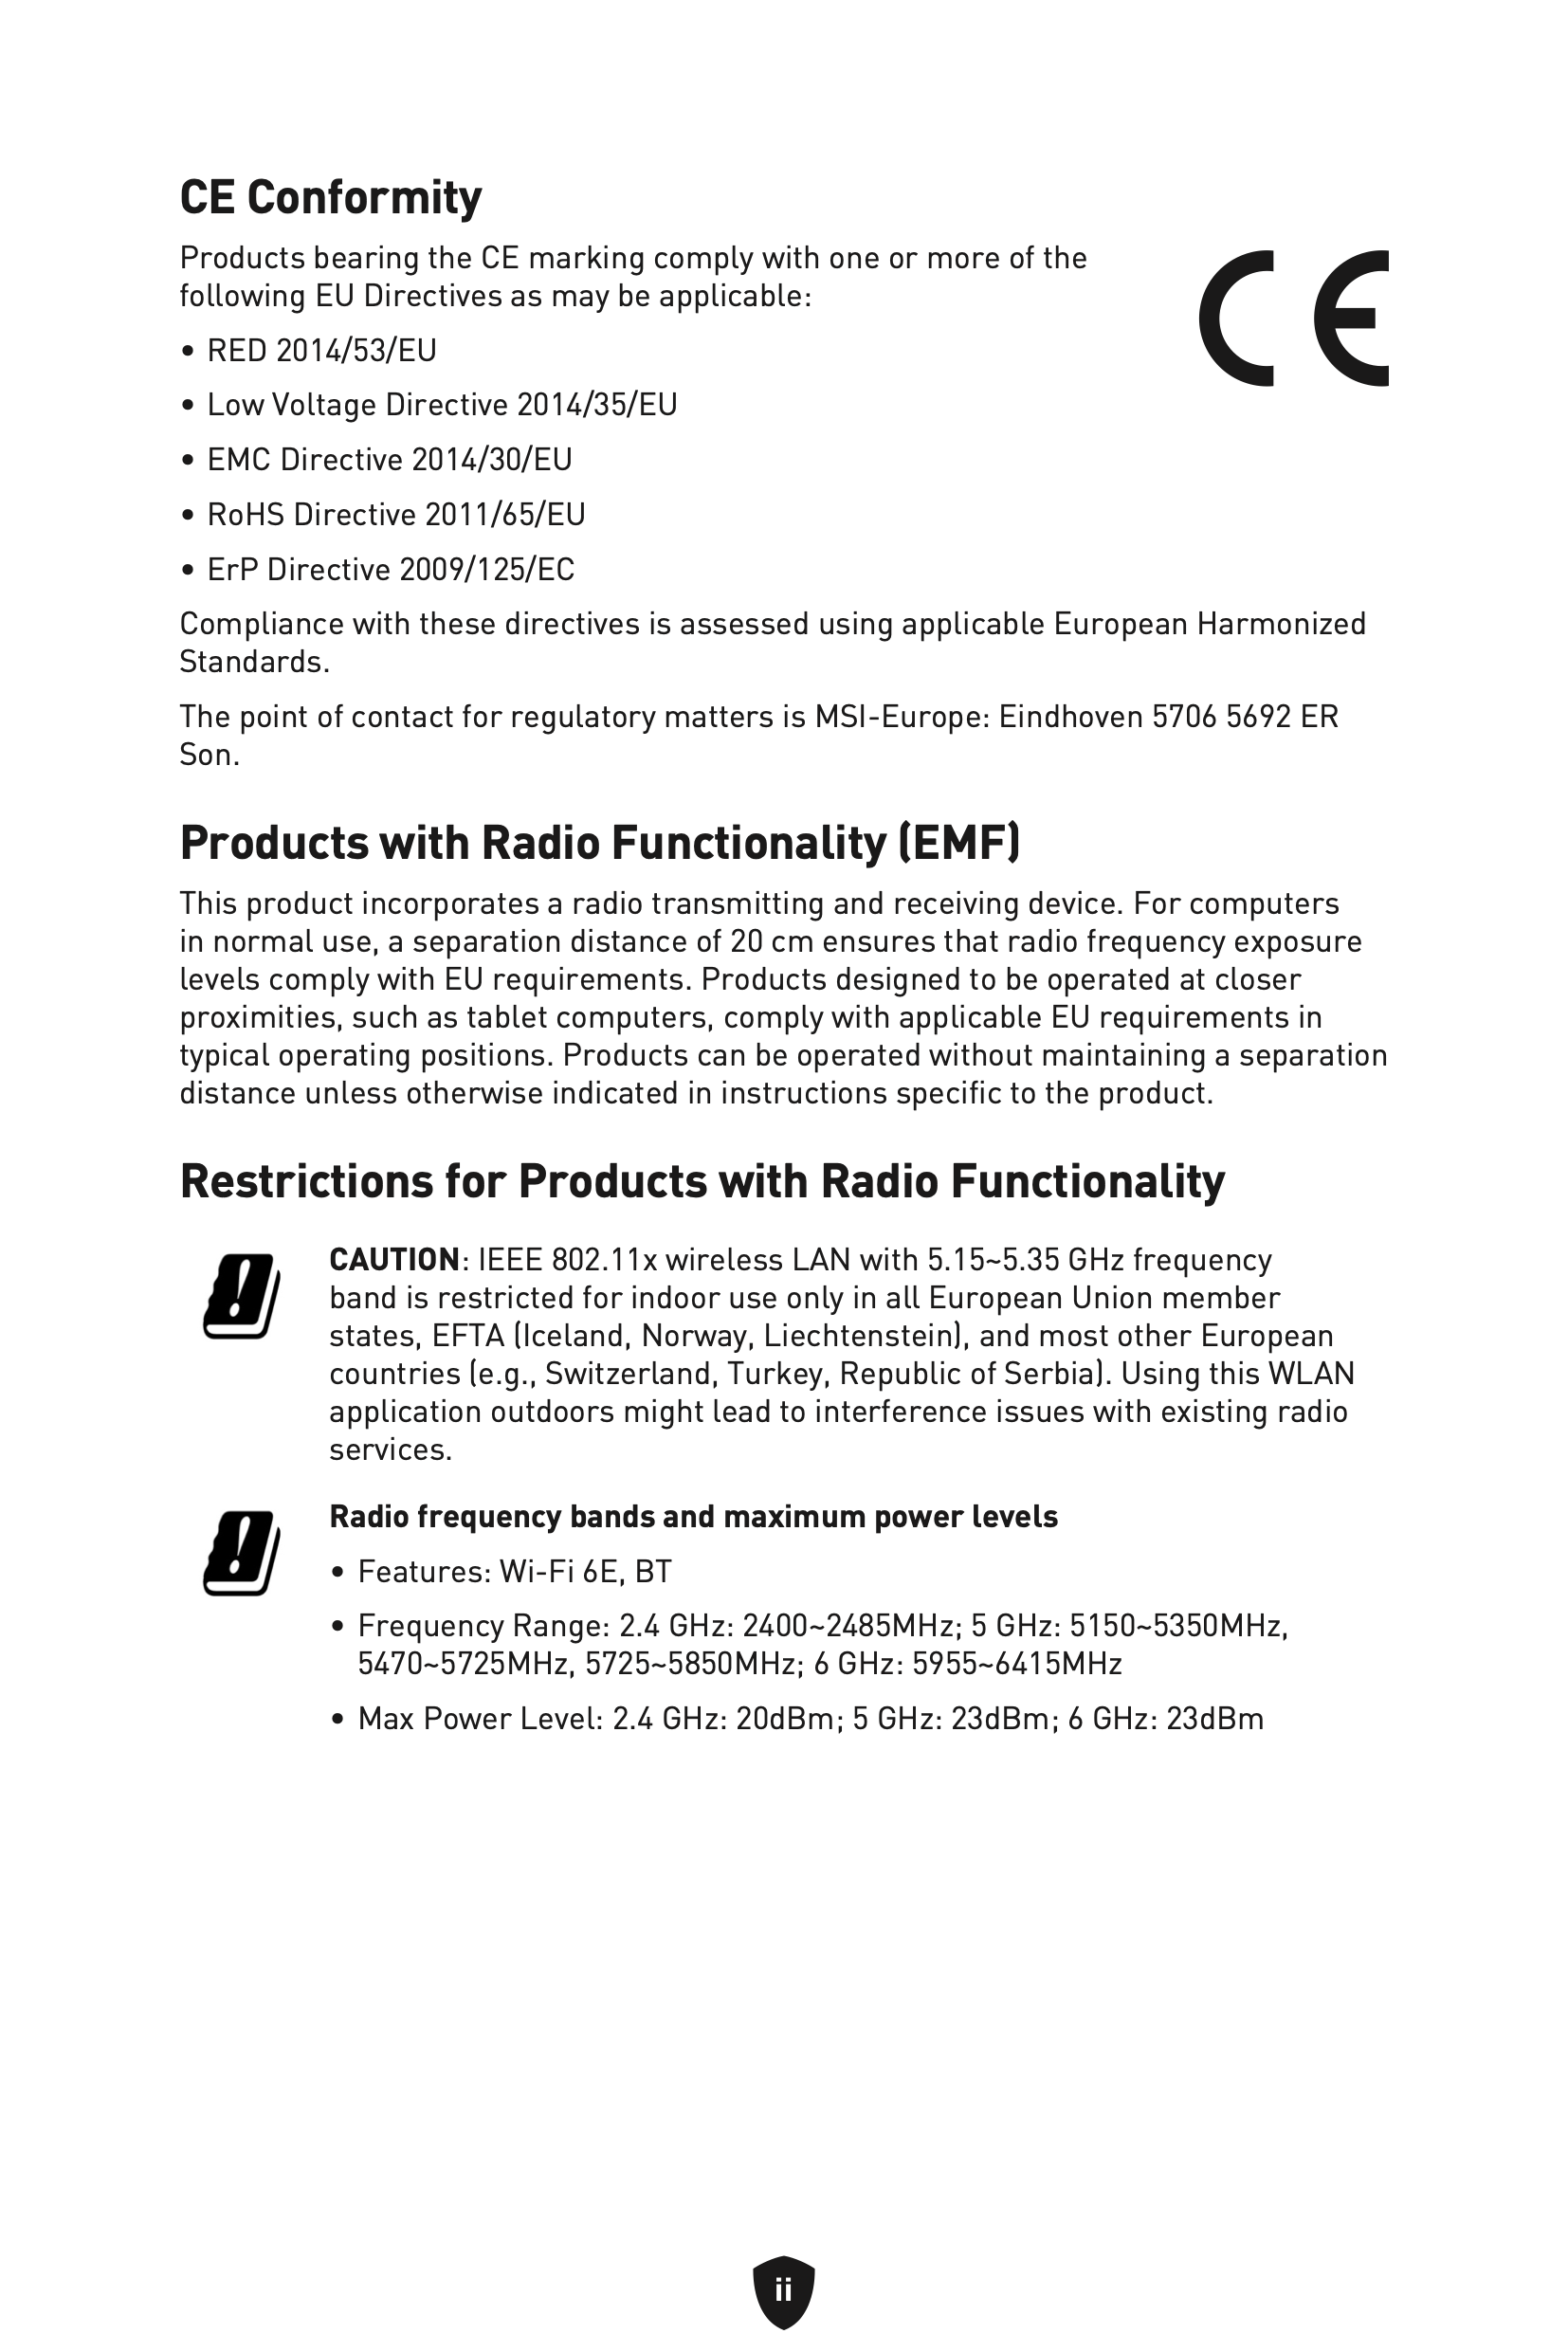 CE Conformity
Products bearing the CE marking comply with one or more of the
following EU Directives as may be applicable:
• RED 2014/53/EU
• Low Voltage Directive 2014/35/EU
• EMC Directive 2014/30/EU
• RoHS Directive 2011/65/EU
• ErP Directive 2009/125/EC
CE
Compliance with these directives is assessed using applicable European Harmonized
Standards.
The point of contact for regulatory matters is MSI-Europe: Eindhoven 5706 5692 ER
Son.
Products with Radio Functionality (EMF)
This product incorporates a radio transmitting and receiving device. For computers
in normal use, a separation distance of 20 cm ensures that radio frequency exposure
levels comply with EU requirements. Products designed to be operated at closer
proximities, such as tablet computers, comply with applicable EU requirements in
typical operating positions. Products can be operated without maintaining a separation
distance unless otherwise indicated in instructions specific to the product.
Restrictions for Products with Radio Functionality
CAUTION: IEEE 802.11x wireless LAN with 5.15~5.35 GHz frequency
band is restricted for indoor use only in all European Union member
states, EFTA (Iceland, Norway, Liechtenstein), and most other European
countries (e.g., Switzerland, Turkey, Republic of Serbia). Using this WLAN
application outdoors might lead to interference issues with existing radio
services.
Radio frequency bands and maximum power levels
• Features: Wi-Fi 6E, BT
• Frequency Range: 2.4 GHz: 2400~2485MHz; 5 GHz: 5150~5350MHz,
5470~5725MHz, 5725~5850MHz; 6 GHz: 5955~6415MHz
• Max Power Level: 2.4 GHz: 20dBm; 5 GHz: 23dBm; 6 GHz: 23dBm
ii